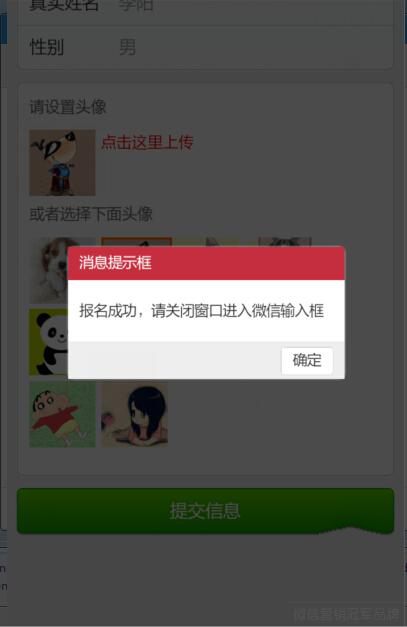 真实姓名 李阳
性别 男
请设置头像
点击这里上传
或者选择下面头像
消息提示框
报名成功，请关闭窗口进入微信输入框
确定
提交信息
微信营销冠军品牌